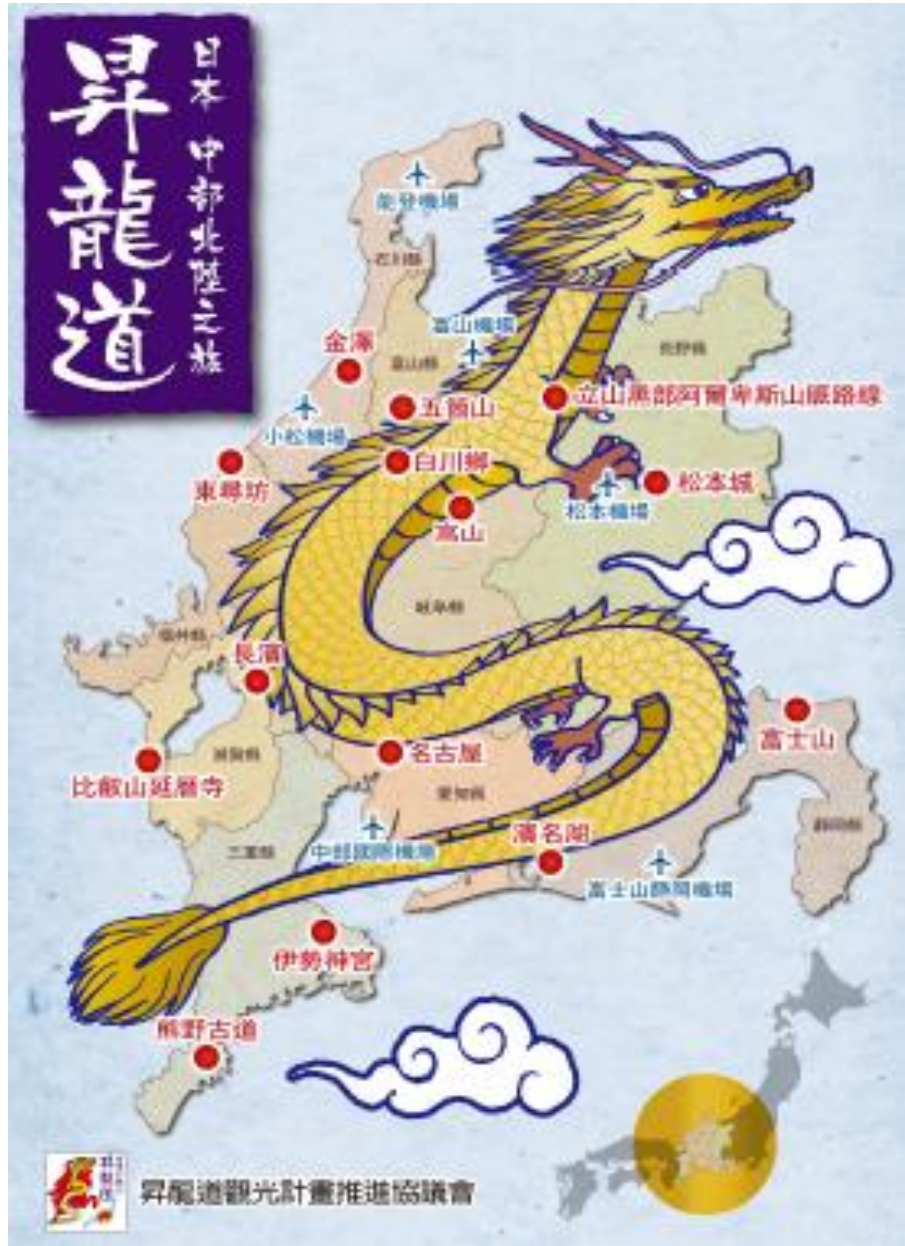 昇龍道
日本 中部北陸之旅
能登機場
石川縣
富山機場
金澤
富山縣
長野縣
五箇山
立山黑部阿爾卑斯山脈路線
小松機場
白川鄉
東尋坊
松本城
松本機場
高山
岐阜縣
福井縣
長濱
富士山
名古屋
滋賀縣
比叡山延曆寺
愛知縣
靜岡縣
三重縣
中部國際機場
濱名湖
富士山靜岡機場
伊勢神宮
熊野古道
昇龍道觀光計畫推進協議會